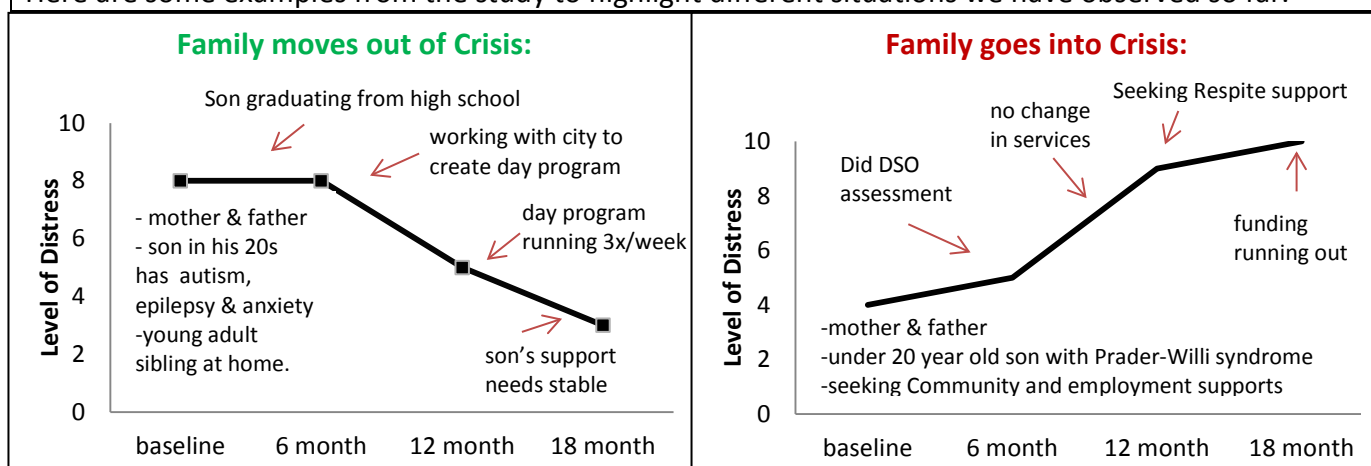 Here are some examples from the study to highlight different situations we have observed so far:
Family moves out of Crisis:
Son graduating from high school
working with city to
create day program
day program
running 3x/week
son's support
needs stable
- mother & father
- son in his 20s
has autism,
epilepsy & anxiety
-young adult
sibling at home.
Level of Distress
10
8
6
4
2
0
baseline
6 month
12 month
18 month
Family goes into Crisis:
Seeking Respite support
no change
in services
Did DSO
assessment
funding
running out
-mother & father
-under 20 year old son with Prader-Willi syndrome
-seeking Community and employment supports
Level of Distress
10
8
6
4
2
0
baseline
6 month
12 month
18 month